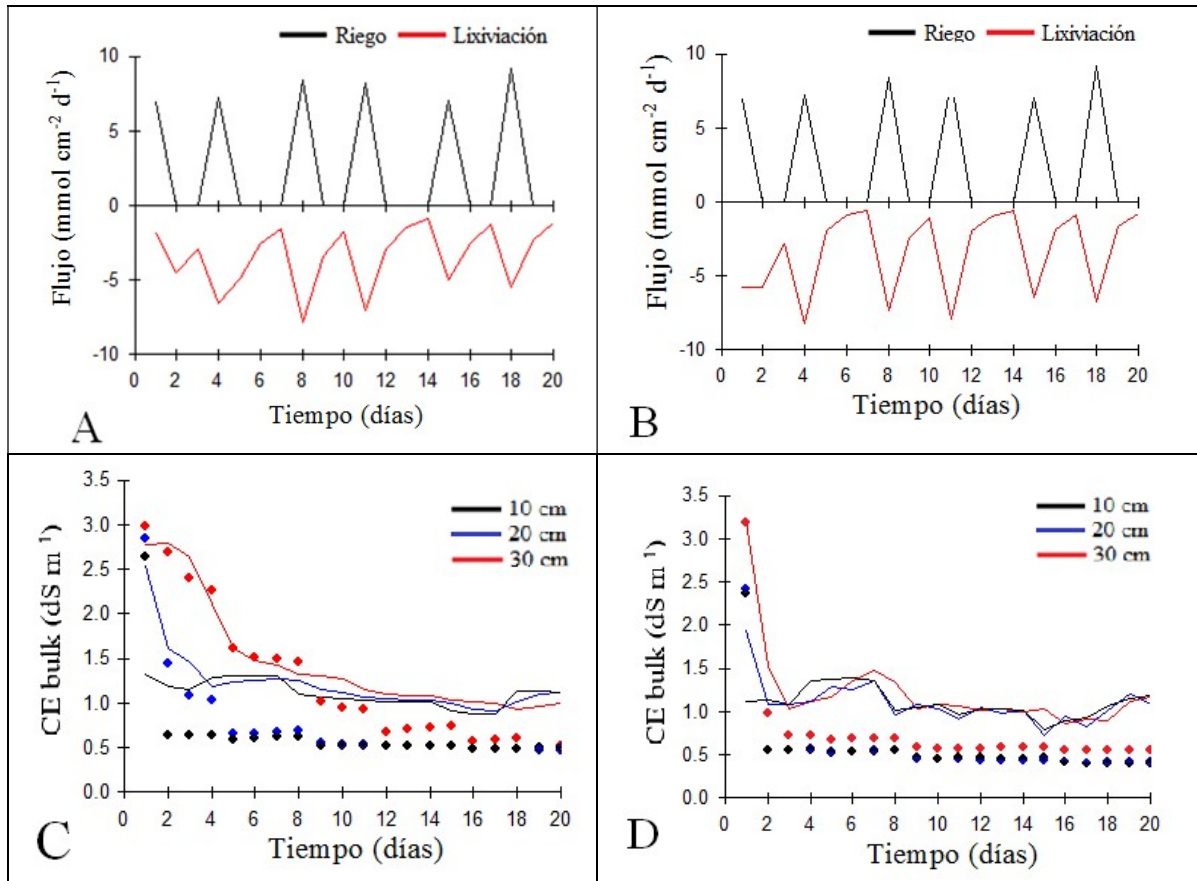 Riego Lixiviación
Flujo (mmol cm-2 d-1)
10
5
0
-5
-10
0 2 4 6 8 10 12 14 16 18 20
Tiempo (días)
A
Riego Lixiviación
Flujo (mmol cm-2 d-1)
10
5
0
-5
-10
0 2 4 6 8 10 12 14 16 18 20
Tiempo (días)
B
CE bulk (dS m 1)
3.5
3.0
2.5
2.0
1.5
1.0
0.5
0.0
10 cm
20 cm
30 cm
0 2 4 6 8 10 12 14 16 18 20
Tiempo (días)
C
CE bulk (dS m 1)
3.5
3.0
2.5
2.0
1.5
1.0
0.5
0.0
10 cm
20 cm
30 cm
0 2 4 6 8 10 12 14 16 18 20
Tiempo (días)
D